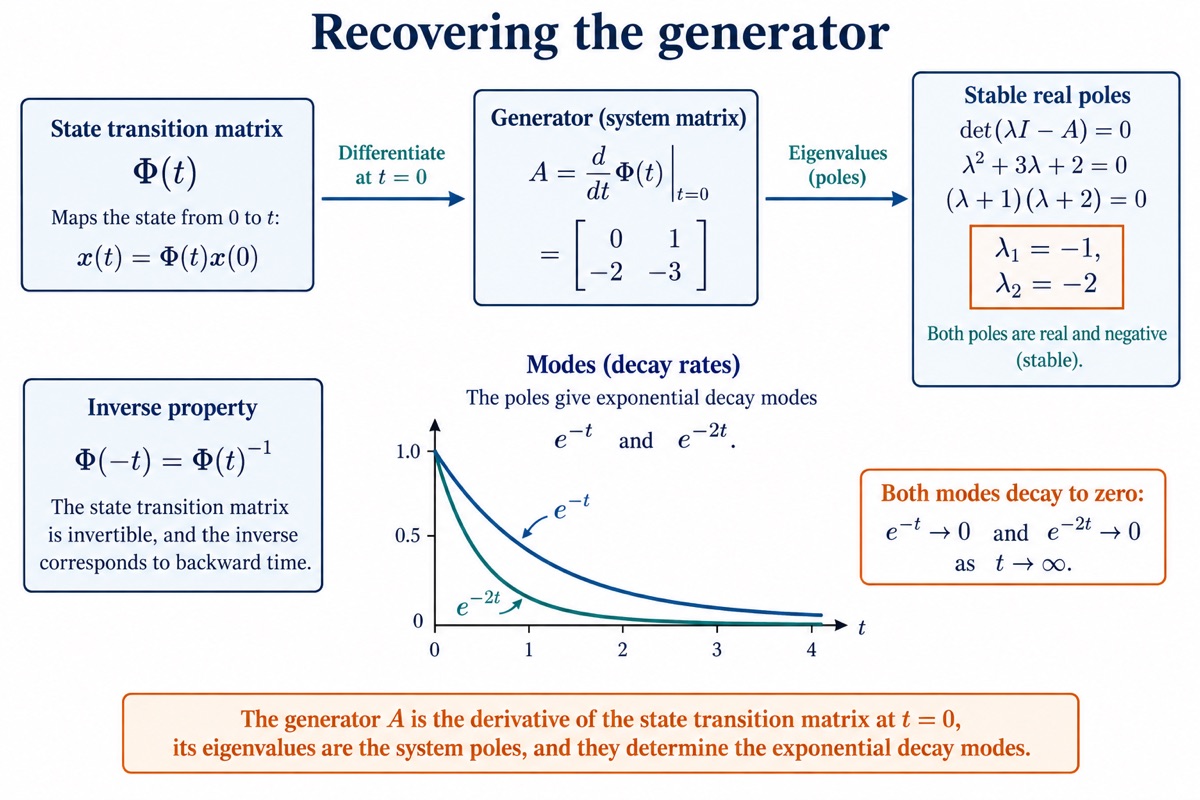 Recovering the generator
State transition matrix
Φ(t)
Maps the state from 0 to t:
x(t) = Φ(t)x(0)
Differentiate
at t = 0
Generator (system matrix)
A = d/dt Φ(t)|t=0
= [ 0 1
−2 −3 ]
Eigenvalues
(poles)
Stable real poles
det(λI − A) = 0
λ² + 3λ + 2 = 0
(λ + 1)(λ + 2) = 0
λ₁ = −1,
λ₂ = −2
Both poles are real and negative
(stable).
Inverse property
Φ(−t) = Φ(t)⁻¹
The state transition matrix
is invertible, and the inverse
corresponds to backward time.
Modes (decay rates)
The poles give exponential decay modes
e^−t and e^−2t.
1.0
0.5
0
e^−t
e^−2t
0 1 2 3 4
t
Both modes decay to zero:
e^−t → 0 and e^−2t → 0
as t → ∞.
The generator A is the derivative of the state transition matrix at t = 0,
its eigenvalues are the system poles, and they determine the exponential decay modes.